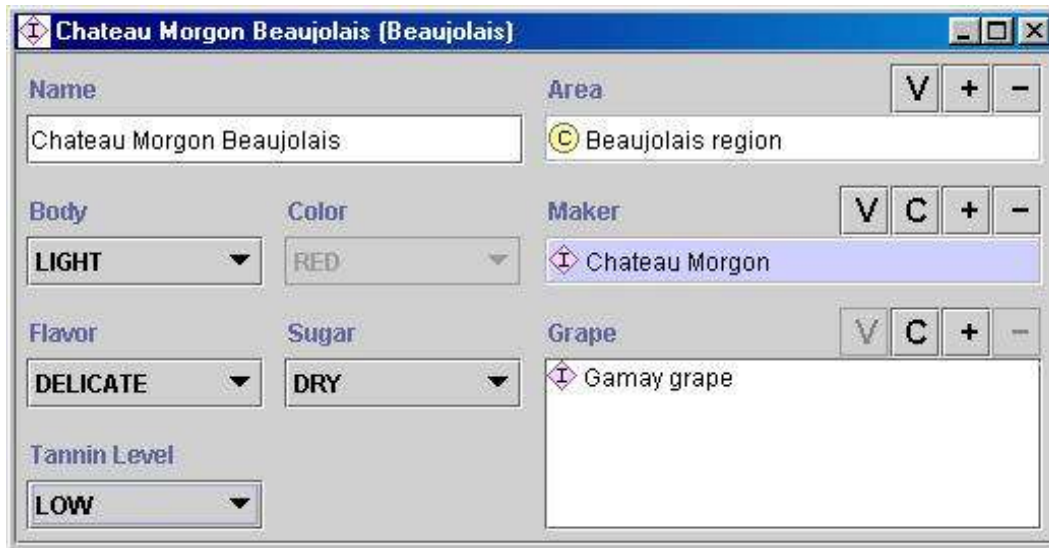 Chateau Morgon Beaujolais (Beaujolais)
Name
Chateau Morgon Beaujolais
Area
V + -
C Beaujolais region
Body
LIGHT
Color
RED
Maker
V C + -
I Chateau Morgon
Flavor
DELICATE
Sugar
DRY
Grape
V C + -
I Gamay grape
Tannin Level
LOW